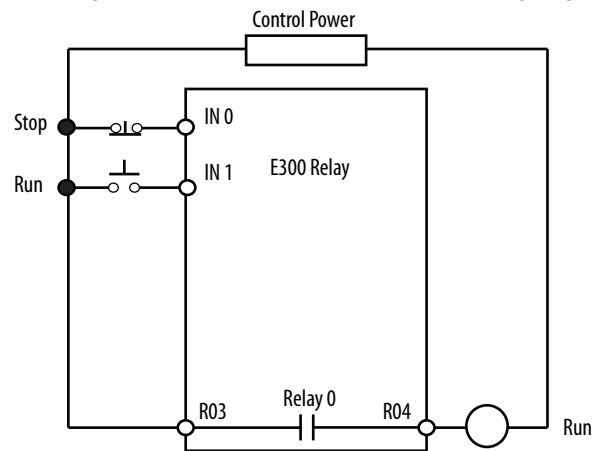 Control Power
Stop
IN 0
Run
IN 1
E300 Relay
R03
Relay 0
R04
Run